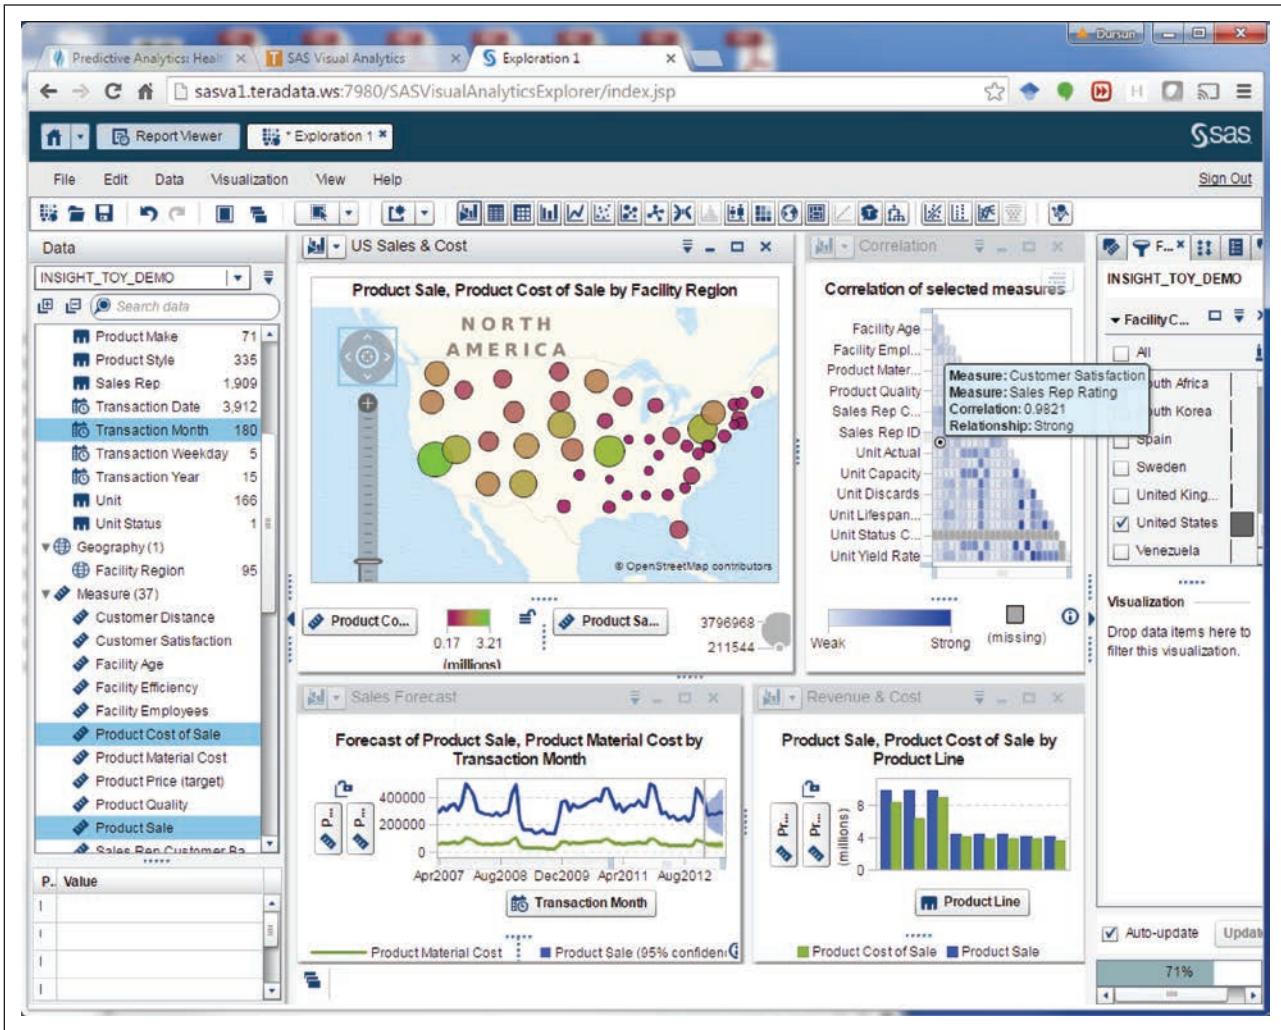 Dursun
Predictive Analytics: Healt
SAS Visual Analytics
Exploration 1
sasva1.teradata.ws:7980/SASVisualAnalyticsExplorer/index.jsp
Report Viewer
* Exploration 1
sas
File Edit Data Visualization View Help
Sign Out
Data
INSIGHT_TOY_DEMO
Search data
Product Make 71
Product Style 335
Sales Rep 1,909
Transaction Date 3,912
Transaction Month 180
Transaction Weekday 5
Transaction Year 15
Unit 166
Unit Status 1
Geography (1)
Facility Region 95
Measure (37)
Customer Distance
Customer Satisfaction
Facility Age
Facility Efficiency
Facility Employees
Product Cost of Sale
Product Material Cost
Product Price (target)
Product Quality
Product Sale
Sales Rep Customer Ba...
P.. Value
US Sales & Cost
Product Sale, Product Cost of Sale by Facility Region
NORTH
AMERICA
© OpenStreetMap contributors
Product Co...
0.17 3.21
(millions)
Product Sa...
3796968
211544
Correlation
Correlation of selected measures
Facility Age
Facility Empl...
Product Mater...
Product Quality
Sales Rep C...
Sales Rep ID
Unit Actual
Unit Capacity
Unit Discards
Unit Lifespan...
Unit Status C...
Unit Yield Rate
Measure: Customer Satisfaction
Measure: Sales Rep Rating
Correlation: 0.9821
Relationship: Strong
Weak Strong (missing)
Sales Forecast
Forecast of Product Sale, Product Material Cost by
Transaction Month
P...
P...
400000
200000
0
Apr2007 Aug2008 Dec2009 Apr2011 Aug2012
Transaction Month
Product Material Cost Product Sale (95% confiden
Revenue & Cost
Product Sale, Product Cost of Sale by
Product Line
Pr...
Pr...
(millions)
8
4
0
Product Line
Product Cost of Sale Product Sale
F...
INSIGHT_TOY_DEMO
Facility C...
All
outh Africa
outh Korea
Spain
Sweden
United King...
United States
Venezuela
Visualization
Drop data items here to
filter this visualization.
Auto-update Updat
71%